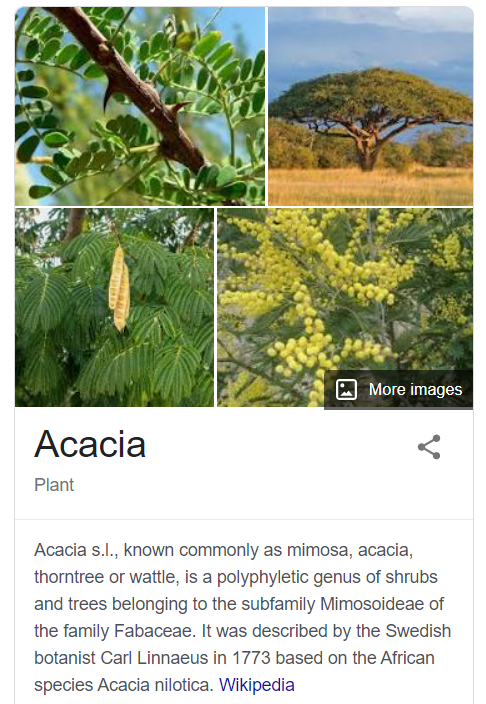 More images
Acacia
Plant
Acacia s.l., known commonly as mimosa, acacia,
thorntree or wattle, is a polyphyletic genus of shrubs
and trees belonging to the subfamily Mimosoideae of
the family Fabaceae. It was described by the Swedish
botanist Carl Linnaeus in 1773 based on the African
species Acacia nilotica. Wikipedia